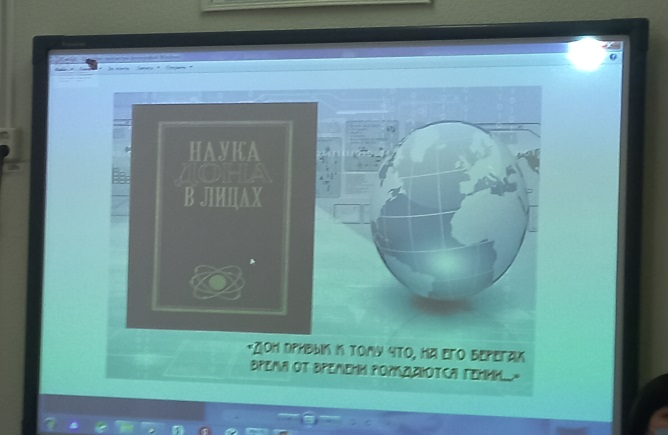 НАУКА
ДОНА
В ЛИЦАХ
«ДОН ПРИВЫК К ТОМУ ЧТО, НА ЕГО БЕРЕГАХ
ВРЕМЯ ОТ ВРЕМЕНИ РОЖДАЮТСЯ ГЕНИИ...»